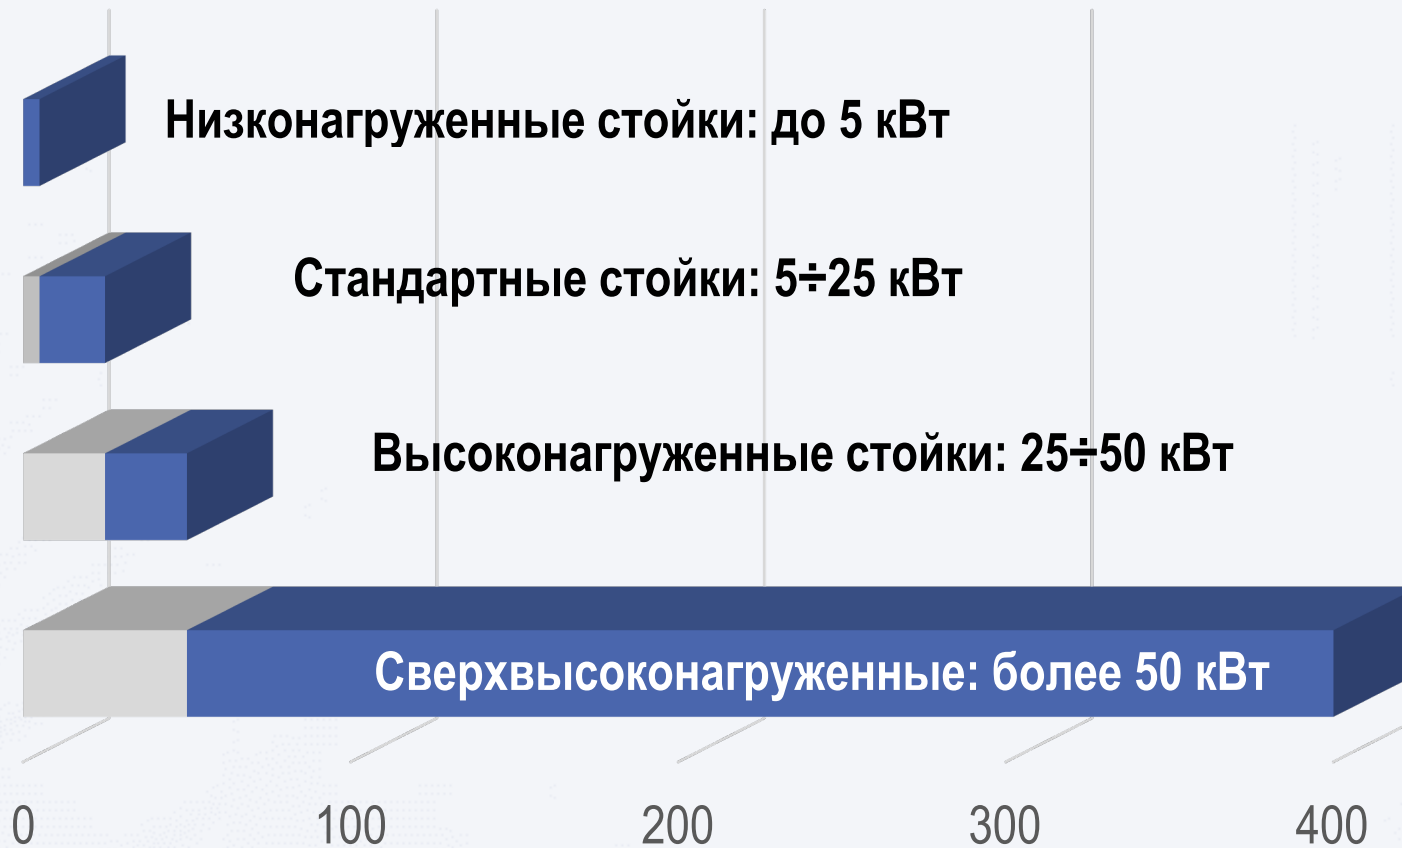 Низконагруженные стойки: до 5 кВт
Стандартные стойки: 5÷25 кВт
Высоконагруженные стойки: 25÷50 кВт
Сверхвысоконагруженные: более 50 кВт
0 100 200 300 400